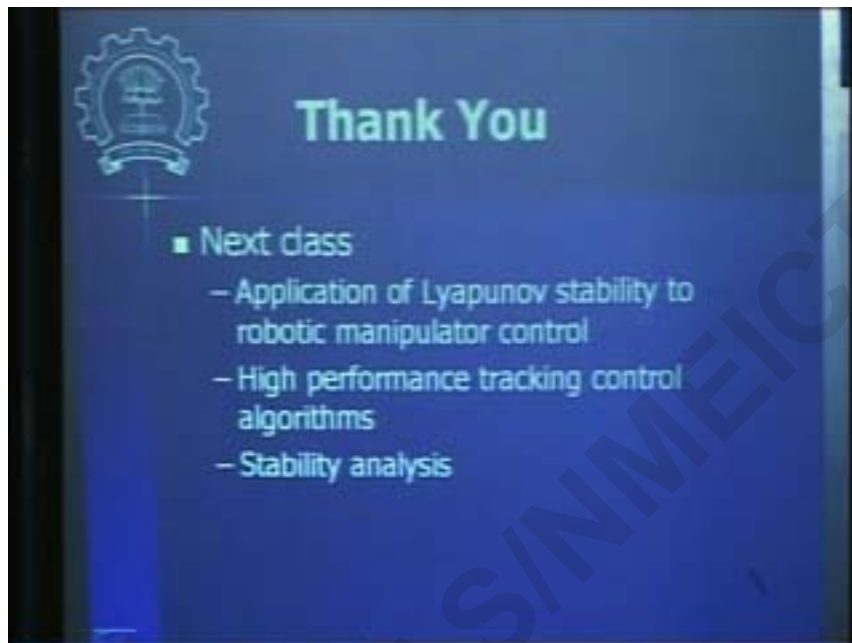 Thank You
Next class
– Application of Lyapunov stability to
robotic manipulator control
– High performance tracking control
algorithms
– Stability analysis
S/NMEICT